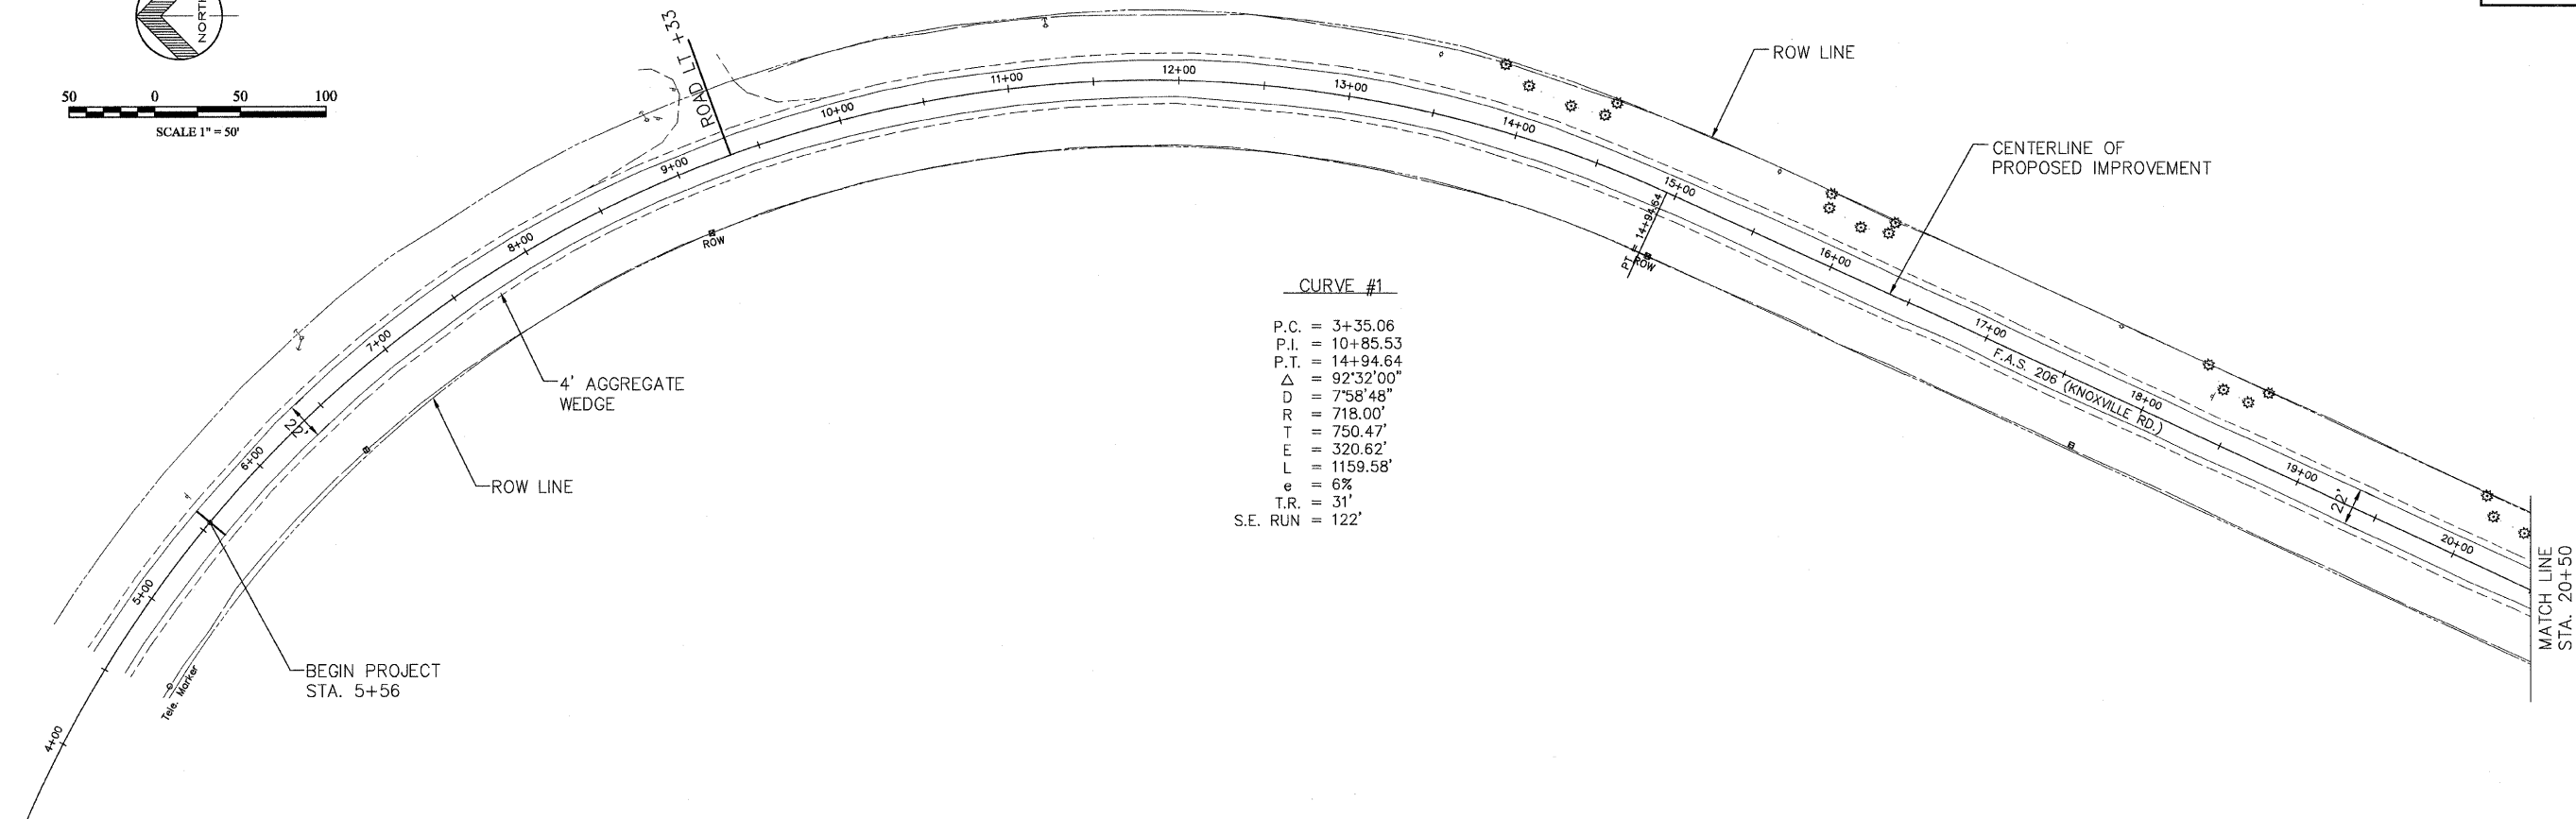 NORTH
50 0 50 100
SCALE 1" = 50'
ROAD LT +33
ROW LINE
CENTERLINE OF
PROPOSED IMPROVEMENT
4+00
5+00
6+00
7+00
8+00
9+00
10+00
11+00
12+00
13+00
14+00
15+00
16+00
17+00
18+00
19+00
20+00
ROW
PT = 14+94.64
ROW
F.A.S. 206 (KNOXVILLE RD.)
22'
22'
4' AGGREGATE
WEDGE
ROW LINE
BEGIN PROJECT
STA. 5+56
Tele. Marker
CURVE #1
P.C. = 3+35.06
P.I. = 10+85.53
P.T. = 14+94.64
Δ = 92°32'00"
D = 7°58'48"
R = 718.00'
T = 750.47'
E = 320.62'
L = 1159.58'
e = 6%
T.R. = 31'
S.E. RUN = 122'
MATCH LINE
STA. 20+50